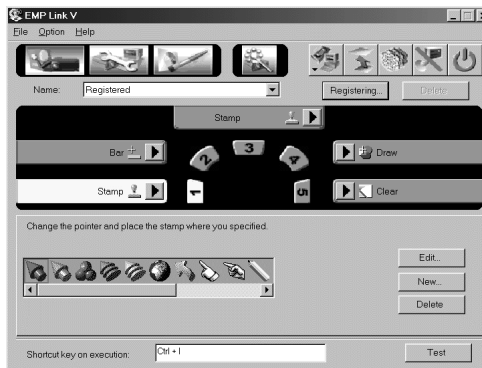 EMP Link V
File Option Help
Name: Registered Registering... Delete
Stamp
2 3 4
Bar Draw
Stamp 1 5 Clear
Change the pointer and place the stamp where you specified.
Edit...
New...
Delete
Shortcut key on execution: Ctrl + I Test